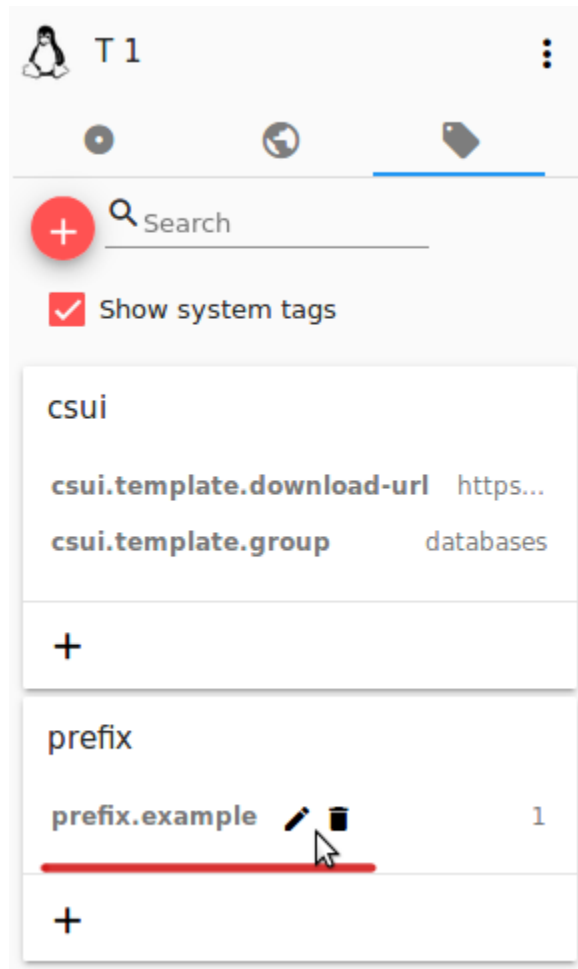 T 1
Search
Show system tags
csui
csui.template.download-url https...
csui.template.group databases
prefix
prefix.example 1